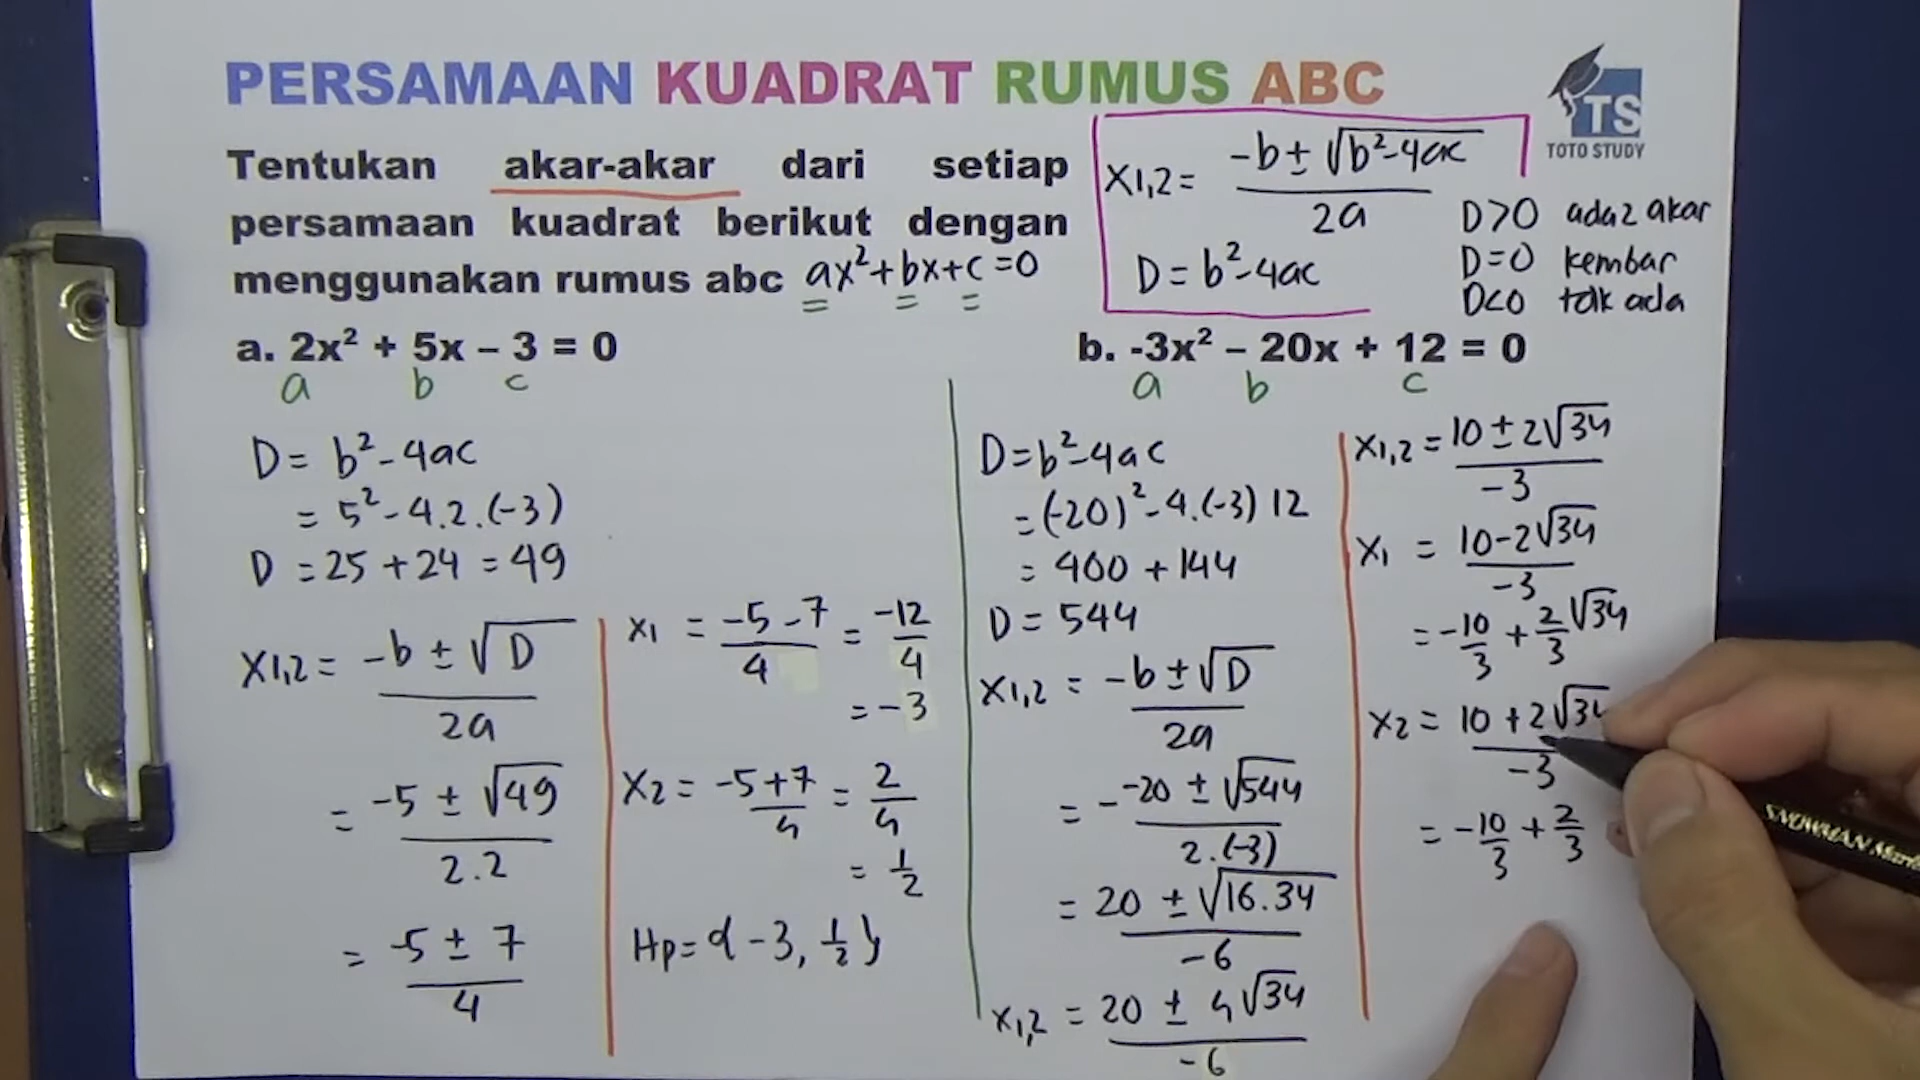 PERSAMAAN KUADRAT RUMUS ABC
TS
TOTO STUDY
Tentukan akar-akar dari setiap
persamaan kuadrat berikut dengan
menggunakan rumus abc ax²+bx+c=0
X1,2 = (-b ± √(b²-4ac))/2a
D = b²-4ac
D>0 ada 2 akar
D=0 kembar
D<0 tdk ada
a. 2x² + 5x – 3 = 0
a b c
D = b²-4ac
= 5²-4.2.(-3)
D = 25 + 24 = 49
X1,2 = (-b ± √D)/2a
= (-5 ± √49)/2.2
= (-5 ± 7)/4
X1 = (-5-7)/4 = -12/4
= -3
X2 = (-5+7)/4 = 2/4
= 1/2
Hp = {-3, 1/2}
b. -3x² – 20x + 12 = 0
a b c
D = b²-4ac
= (-20)²-4.(-3) 12
= 400 + 144
D = 544
X1,2 = (-b ± √D)/2a
= (--20 ± √544)/2.(-3)
= (20 ± √16.34)/-6
X1,2 = (20 ± 4√34)/-6
X1,2 = (10 ± 2√34)/-3
X1 = (10-2√34)/-3
= -10/3 + 2/3 √34
X2 = (10 + 2√34)/-3
= -10/3 + 2/3
SNOWMAN